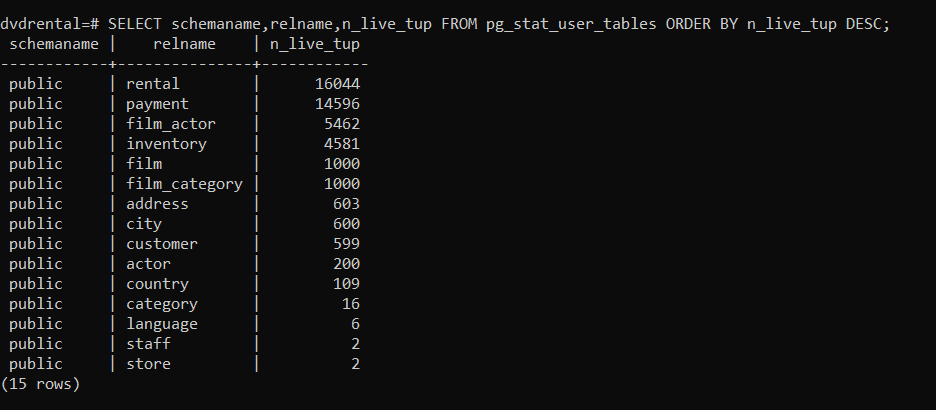 dvdrental=# SELECT schemaname,relname,n_live_tup FROM pg_stat_user_tables ORDER BY n_live_tup DESC;
 schemaname |    relname    | n_live_tup
------------+---------------+------------
 public     | rental        |      16044
 public     | payment       |      14596
 public     | film_actor    |       5462
 public     | inventory     |       4581
 public     | film          |       1000
 public     | film_category |       1000
 public     | address       |        603
 public     | city          |        600
 public     | customer      |        599
 public     | actor         |        200
 public     | country       |        109
 public     | category      |         16
 public     | language      |          6
 public     | staff         |          2
 public     | store         |          2
(15 rows)